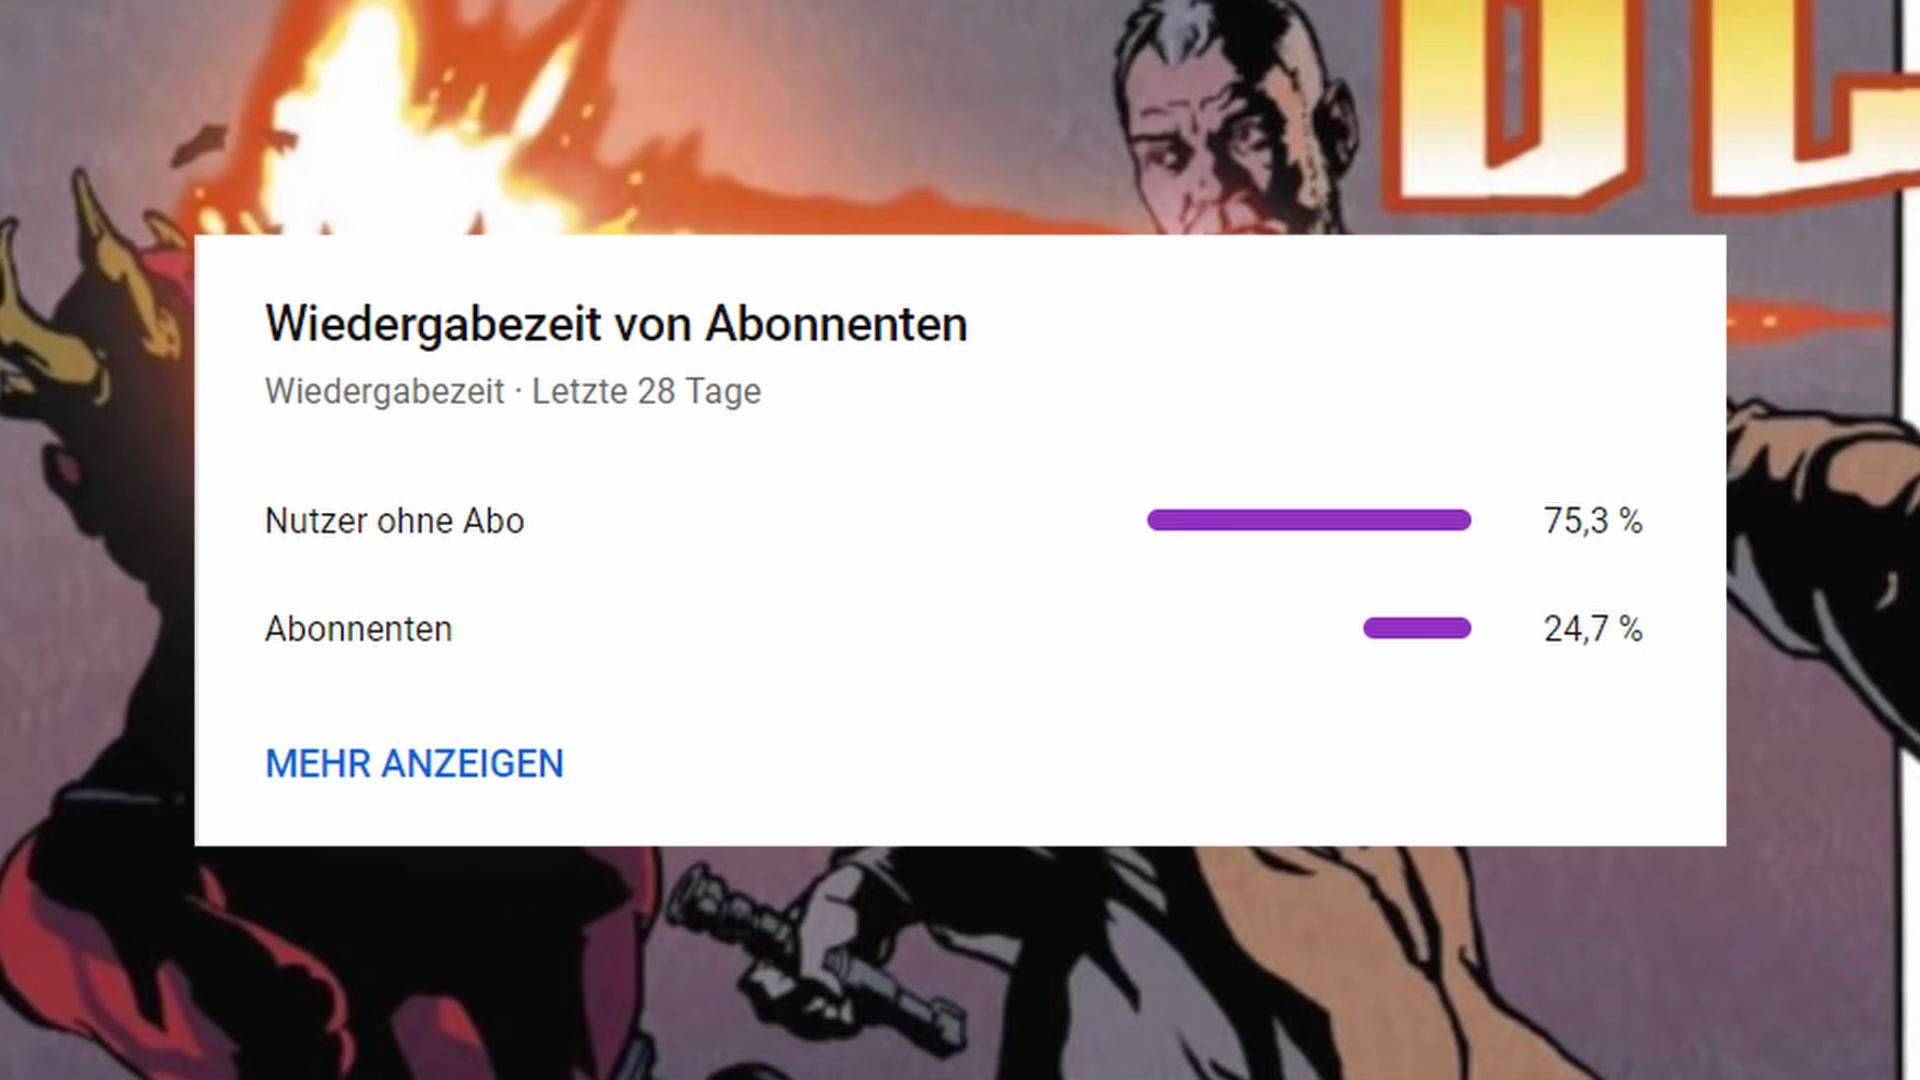 Wiedergabezeit von Abonnenten
Wiedergabezeit · Letzte 28 Tage
Nutzer ohne Abo 75,3 %
Abonnenten 24,7 %
MEHR ANZEIGEN